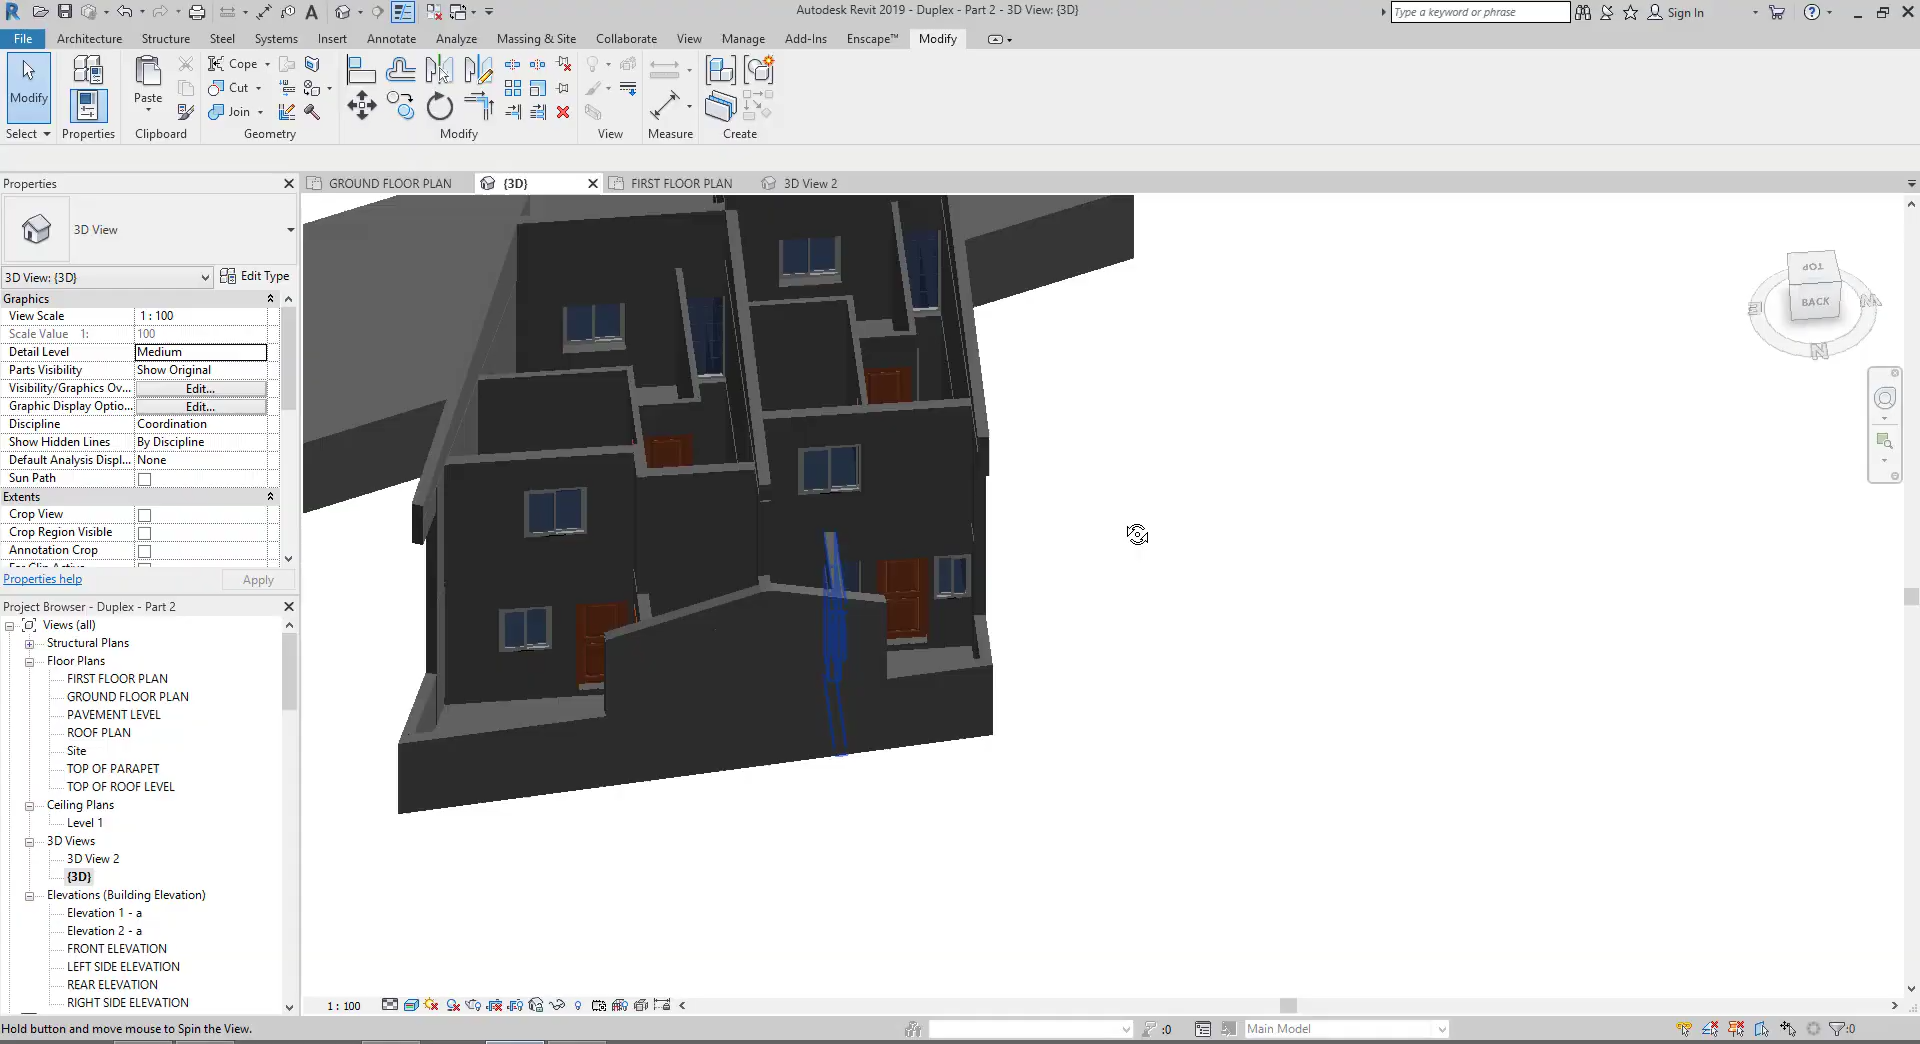 Autodesk Revit 2019 - Duplex - Part 2 - 3D View: {3D}
Type a keyword or phrase
Sign In
File
Architecture
Structure
Steel
Systems
Insert
Annotate
Analyze
Massing & Site
Collaborate
View
Manage
Add-Ins
Enscape™
Modify
Modify
Paste
Cope
Cut
Join
Select
Properties
Clipboard
Geometry
Modify
View
Measure
Create
Properties
GROUND FLOOR PLAN
{3D}
FIRST FLOOR PLAN
3D View 2
3D View
3D View: {3D}
Edit Type
Graphics
View Scale 1 : 100
Scale Value 1: 100
Detail Level Medium
Parts Visibility Show Original
Visibility/Graphics Ov... Edit...
Graphic Display Optio... Edit...
Discipline Coordination
Show Hidden Lines By Discipline
Default Analysis Displ... None
Sun Path
Extents
Crop View
Crop Region Visible
Annotation Crop
Properties help
Apply
Project Browser - Duplex - Part 2
Views (all)
Structural Plans
Floor Plans
FIRST FLOOR PLAN
GROUND FLOOR PLAN
PAVEMENT LEVEL
ROOF PLAN
Site
TOP OF PARAPET
TOP OF ROOF LEVEL
Ceiling Plans
Level 1
3D Views
3D View 2
{3D}
Elevations (Building Elevation)
Elevation 1 - a
Elevation 2 - a
FRONT ELEVATION
LEFT SIDE ELEVATION
REAR ELEVATION
RIGHT SIDE ELEVATION
TOP
BACK
E
N
W
1 : 100
Hold button and move mouse to Spin the View.
:0
Main Model
:0